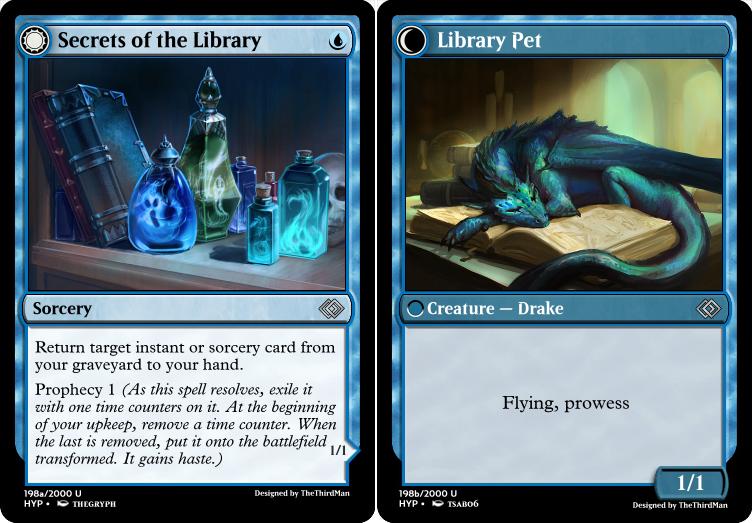 Secrets of the Library
Sorcery
Return target instant or sorcery card from
your graveyard to your hand.
Prophecy 1 (As this spell resolves, exile it
with one time counters on it. At the beginning
of your upkeep, remove a time counter. When
the last is removed, put it onto the battlefield
transformed. It gains haste.)
1/1
198a/2000 U
HYP • THEGRYPH
Designed by TheThirdMan
Library Pet
Creature — Drake
Flying, prowess
1/1
198b/2000 U
HYP • TSABO6
Designed by TheThirdMan